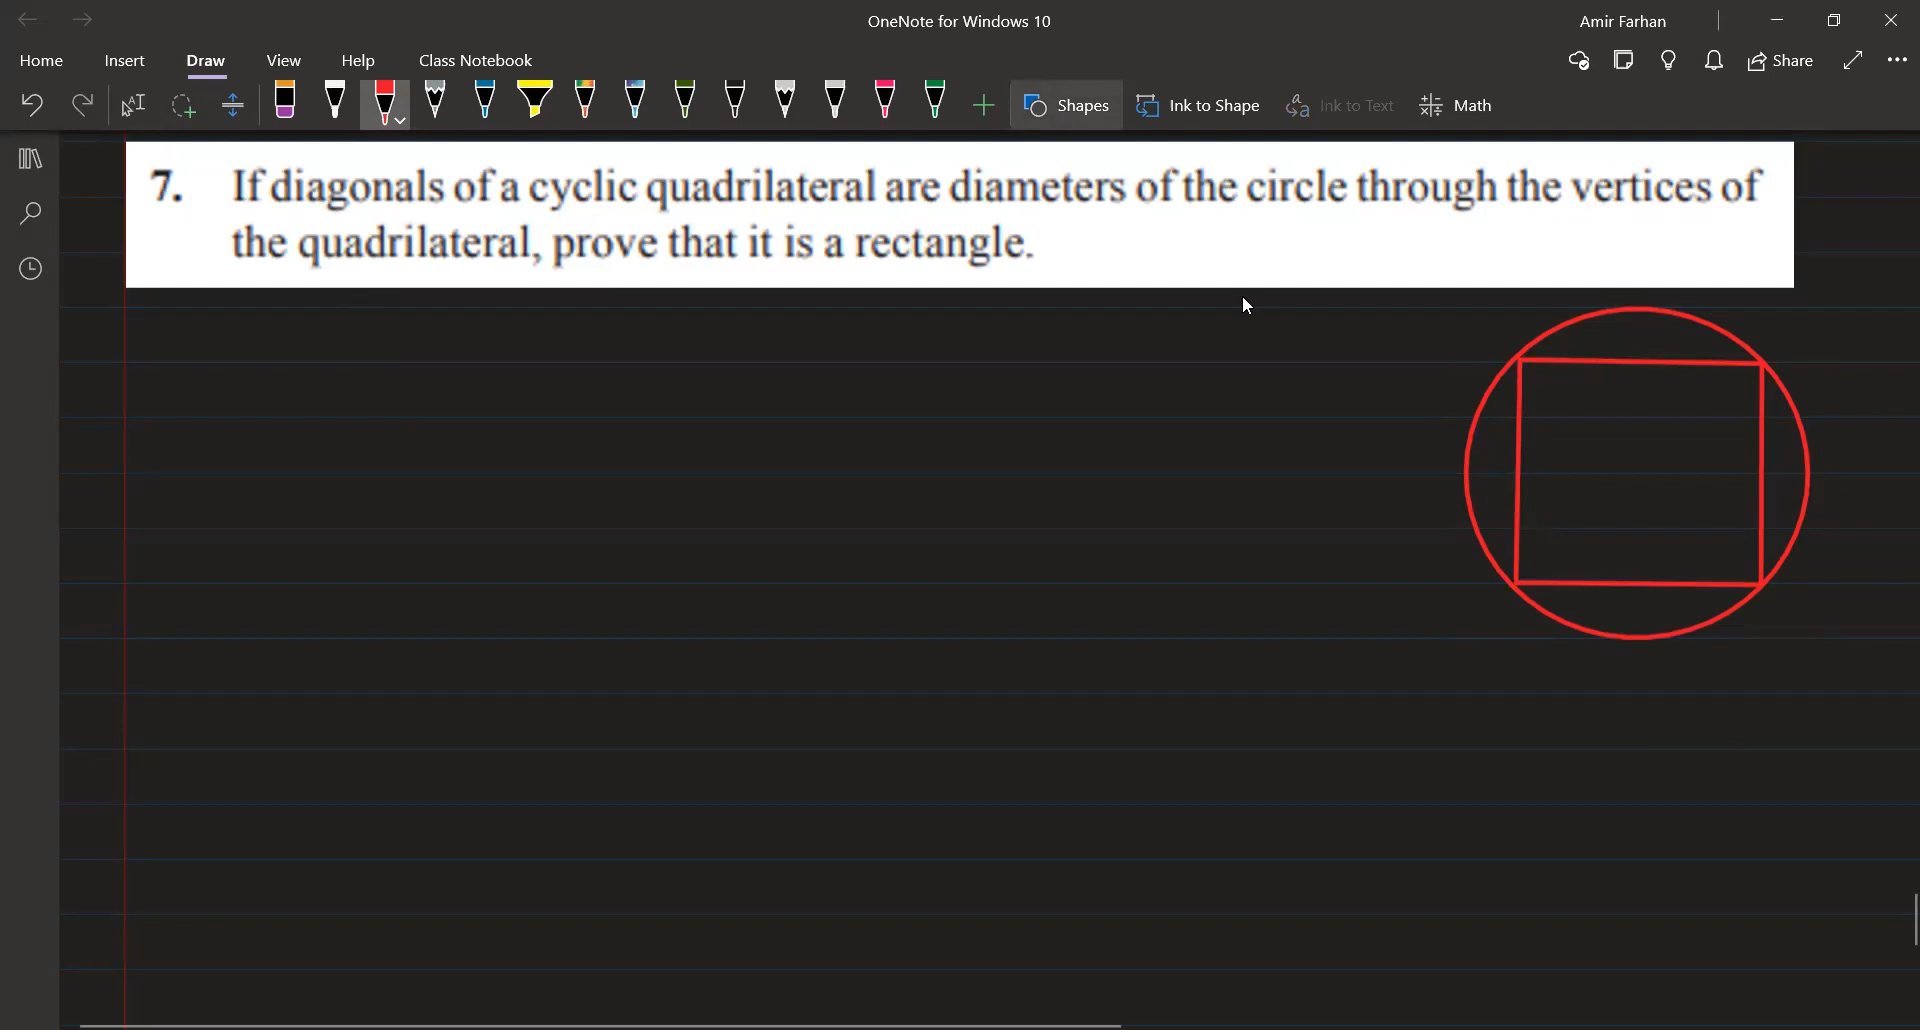 OneNote for Windows 10
Amir Farhan
Home Insert Draw View Help Class Notebook
Share
Shapes Ink to Shape Ink to Text Math
7. If diagonals of a cyclic quadrilateral are diameters of the circle through the vertices of
the quadrilateral, prove that it is a rectangle.